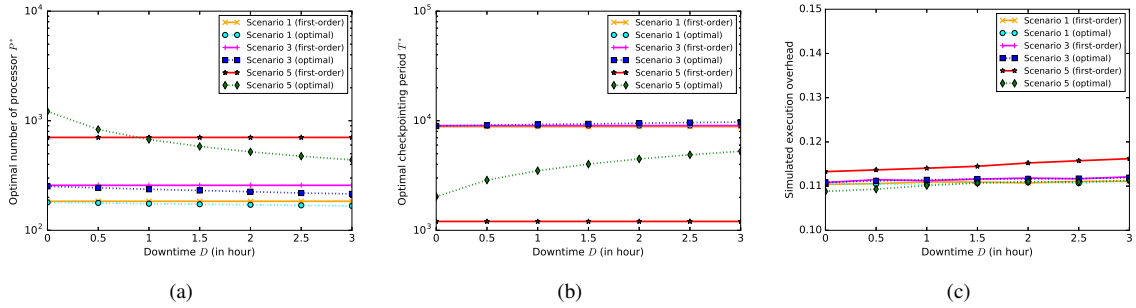 10^4
10^3
10^2
Optimal number of processor P*
0 0.5 1 1.5 2 2.5 3
Downtime D (in hour)
Scenario 1 (first-order)
Scenario 1 (optimal)
Scenario 3 (first-order)
Scenario 3 (optimal)
Scenario 5 (first-order)
Scenario 5 (optimal)
(a)
10^5
10^4
10^3
Optimal checkpointing period T*
0 0.5 1 1.5 2 2.5 3
Downtime D (in hour)
Scenario 1 (first-order)
Scenario 1 (optimal)
Scenario 3 (first-order)
Scenario 3 (optimal)
Scenario 5 (first-order)
Scenario 5 (optimal)
(b)
0.15
0.14
0.13
0.12
0.11
0.10
Simulated execution overhead
0 0.5 1 1.5 2 2.5 3
Downtime D (in hour)
Scenario 1 (first-order)
Scenario 1 (optimal)
Scenario 3 (first-order)
Scenario 3 (optimal)
Scenario 5 (first-order)
Scenario 5 (optimal)
(c)